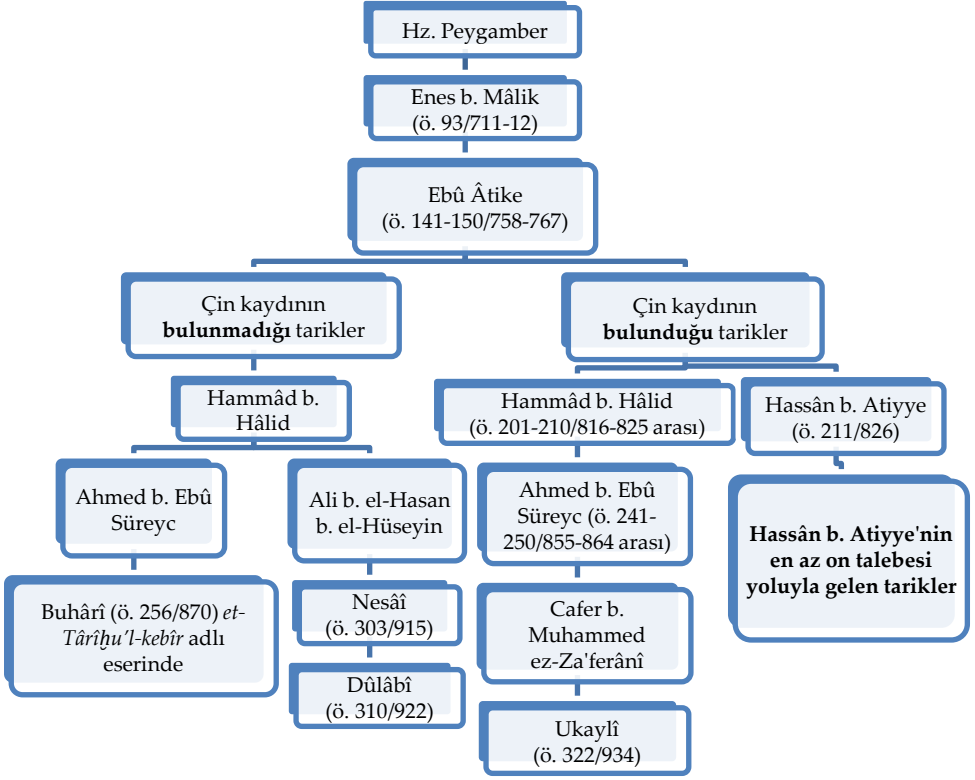 Hz. Peygamber
Enes b. Mâlik
(ö. 93/711-12)
Ebû Âtike
(ö. 141-150/758-767)
Çin kaydının
bulunmadığı tarikler
Çin kaydının
bulunduğu tarikler
Hammâd b.
Hâlid
Hammâd b. Hâlid
(ö. 201-210/816-825 arası)
Hassân b. Atiyye
(ö. 211/826)
Ahmed b. Ebû
Süreyc
Ali b. el-Hasan
b. el-Hüseyin
Ahmed b. Ebû
Süreyc (ö. 241-
250/855-864 arası)
Hassân b. Atiyye'nin
en az on talebesi
yoluyla gelen tarikler
Buhârî (ö. 256/870) et-
Târîḫu’l-kebîr adlı
eserinde
Nesâî
(ö. 303/915)
Cafer b.
Muhammed
ez-Za'ferânî
Dûlâbî
(ö. 310/922)
Ukaylî
(ö. 322/934)